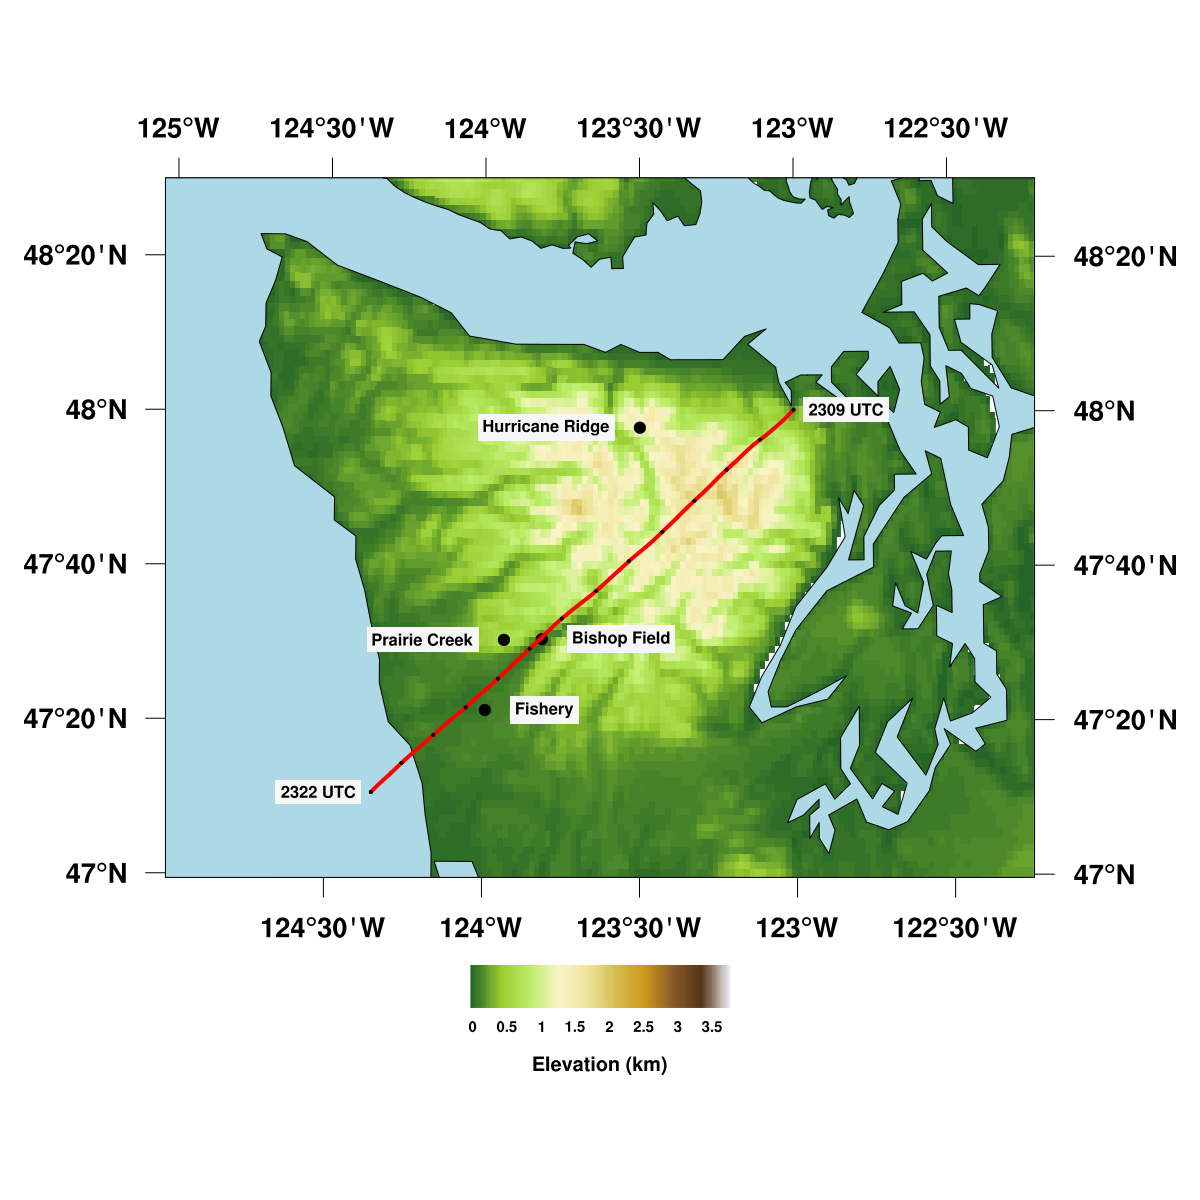 125°W 124°30'W 124°W 123°30'W 123°W 122°30'W
48°20'N 48°20'N
48°N Hurricane Ridge 2309 UTC 48°N
47°40'N 47°40'N
Prairie Creek Bishop Field
47°20'N Fishery 47°20'N
2322 UTC
47°N 47°N
124°30'W 124°W 123°30'W 123°W 122°30'W
0 0.5 1 1.5 2 2.5 3 3.5
Elevation (km)